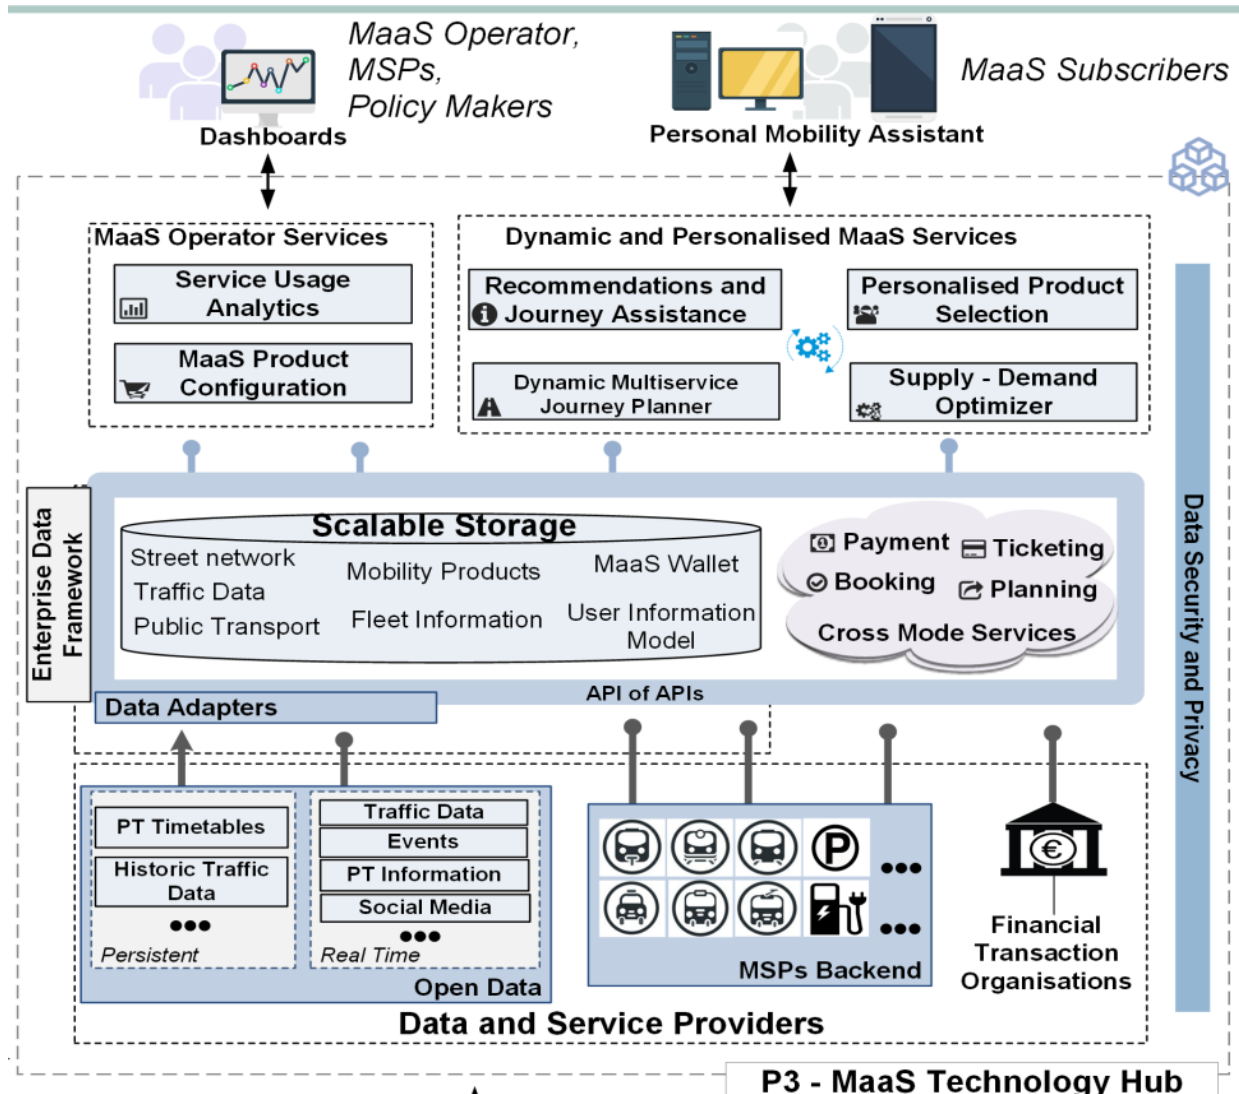 MaaS Operator,
MSPs,
Policy Makers
Dashboards
MaaS Subscribers
Personal Mobility Assistant
MaaS Operator Services
Service Usage
Analytics
MaaS Product
Configuration
Dynamic and Personalised MaaS Services
Recommendations and
Journey Assistance
Personalised Product
Selection
Dynamic Multiservice
Journey Planner
Supply - Demand
Optimizer
Enterprise Data
Framework
Scalable Storage
Street network
Traffic Data
Public Transport
Mobility Products
Fleet Information
MaaS Wallet
User Information
Model
Payment
Ticketing
Booking
Planning
Cross Mode Services
API of APIs
Data Adapters
Data Security and Privacy
PT Timetables
Historic Traffic
Data
•••
Persistent
Traffic Data
Events
PT Information
Social Media
•••
Real Time
Open Data
P
•••
•••
MSPs Backend
€
Financial
Transaction
Organisations
Data and Service Providers
P3 - MaaS Technology Hub